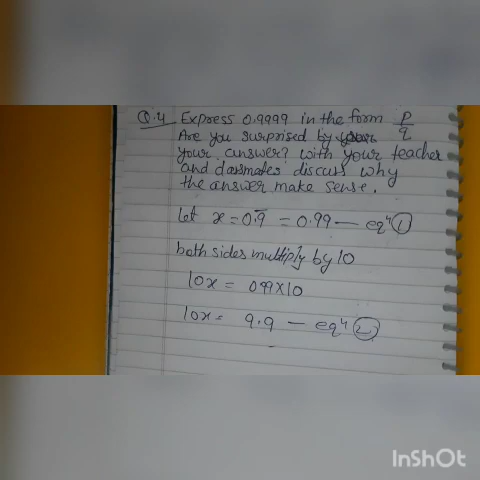 Q.4 Express 0.9999 in the form P/q
Are you surprised by
your answer? with your teacher
and classmates discuss why
the answer make sense.
Let x = 0.9̅ = 0.99 — eqⁿ ①
both sides multiply by 10
10x = 0.99 x 10
10x = 9.9 — eqⁿ ②
InShOt